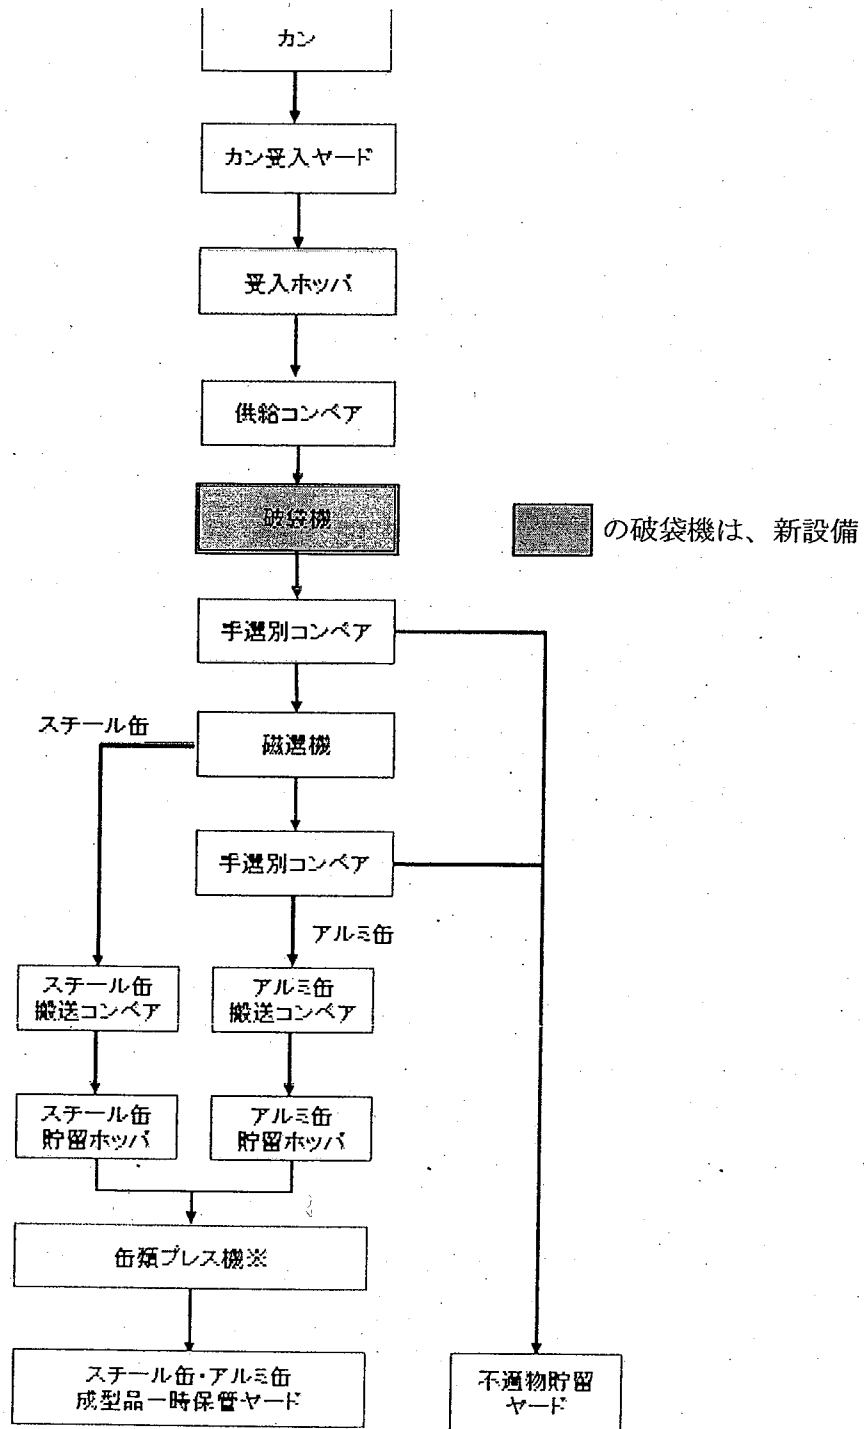 カン
カン受入ヤード
受入ホッパ
供給コンベア
破袋機
の破袋機は、新設備
手選別コンベア
スチール缶
磁選機
手選別コンベア
アルミ缶
スチール缶
搬送コンベア
アルミ缶
搬送コンベア
スチール缶
貯留ホッパ
アルミ缶
貯留ホッパ
缶類プレス機※
スチール缶・アルミ缶
成型品一時保管ヤード
不適物貯留
ヤード